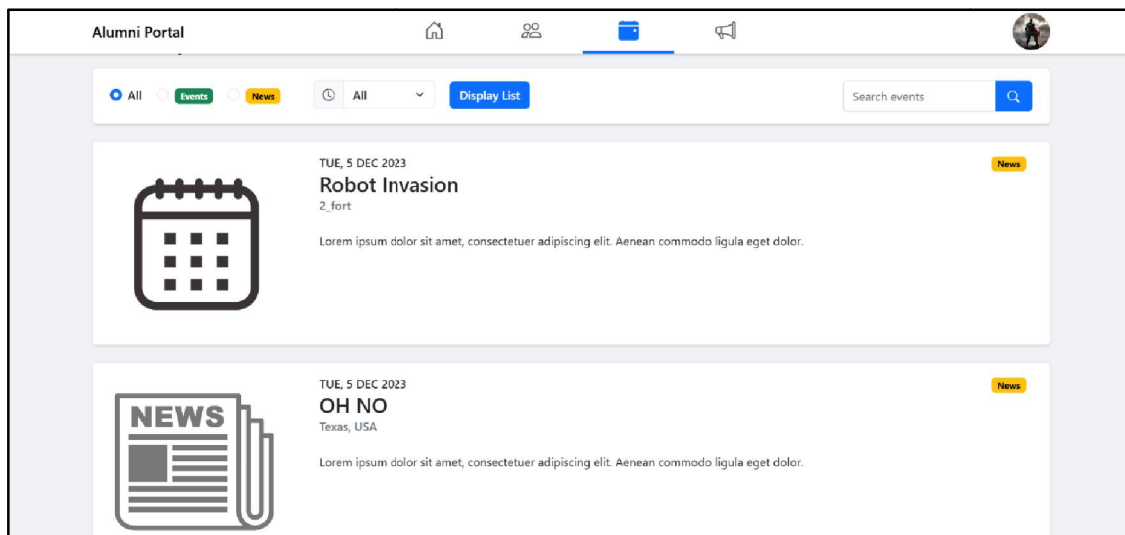 Alumni Portal
All Events News All Display List Search events
TUE, 5 DEC 2023 News
Robot Invasion
2_fort
Lorem ipsum dolor sit amet, consectetuer adipiscing elit. Aenean commodo ligula eget dolor.
TUE, 5 DEC 2023 News
NEWS
OH NO
Texas, USA
Lorem ipsum dolor sit amet, consectetuer adipiscing elit. Aenean commodo ligula eget dolor.